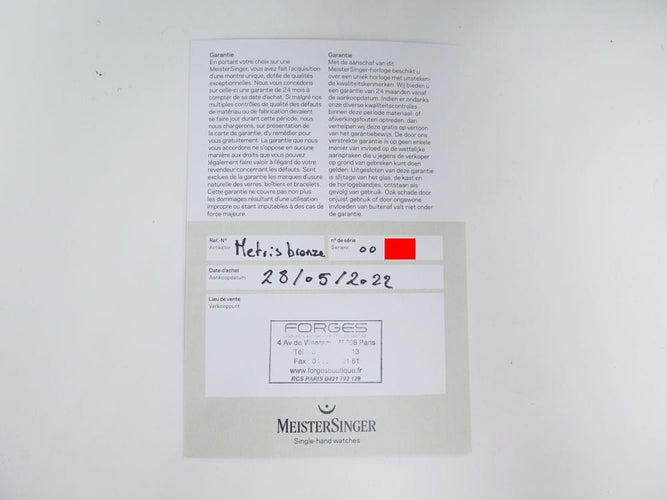 Garantie
En portant votre choix sur une
MeisterSinger, vous avez fait l'acquisition
d'une montre unique, dotée de qualités
exceptionnelles. Nous vous concédons
sur celle-ci une garantie de 24 mois à
compter de sa date d'achat. Si malgré nos
multiples contrôles de qualité des défauts
de matériau ou de fabrication devaient
se faire jour durant cette période, nous
nous chargerons, sur présentation de
la carte de garantie, d'y remédier pour
vous gratuitement. La garantie que nous
vous accordons ne s'oppose en aucune
manière aux droits que vous pouvez
légalement faire valoir à l'égard de votre
revendeur concernant les défauts. Sont
exclues de la garantie les marques d'usure
naturelle des verres, boîtiers et bracelets.
Cette garantie ne couvre pas non plus
les dommages résultant d'une utilisation
impropre ou étant imputables à des cas de
force majeure.
Garantie
Met de aanschaf van dit
MeisterSinger-horloge beschikt u
over een uniek horloge met uitsteken-
de kwaliteitskenmerken. Wij bieden u
een garantie van 24 maanden vanaf
de aankoopdatum. Indien er ondanks
onze diverse kwaliteitscontroles
binnen deze periode materiaal- of
afwerkingsfouten optreden, dan
verhelpen wij deze gratis op vertoon
van het garantiebewijs. De door ons
verstrekte garantie is op geen enkele
manier van invloed op de wettelijke
aanspraken die u jegens de verkoper
op grond van gebreken kunt doen
gelden. Uitgesloten van deze garantie
is slijtage van het glas, de kast en
de horlogebandjes, ontstaan als
gevolg van gebruik. Ook schade door
onjuist gebruik of door ongewone
invloeden van buitenaf valt niet onder
de garantie.
Ref.-N°
Artikelnr. Metris bronze
n° de série
Serienr. 00
Date d'achat
Aankoopdatum 28/05/2022
Lieu de vente
Verkooppunt
FORGES
4 Av de Paris
Tél 13
Fax 61
www.forgesboutique.fr
RCS PARIS
MEISTERSINGER
Single-hand watches